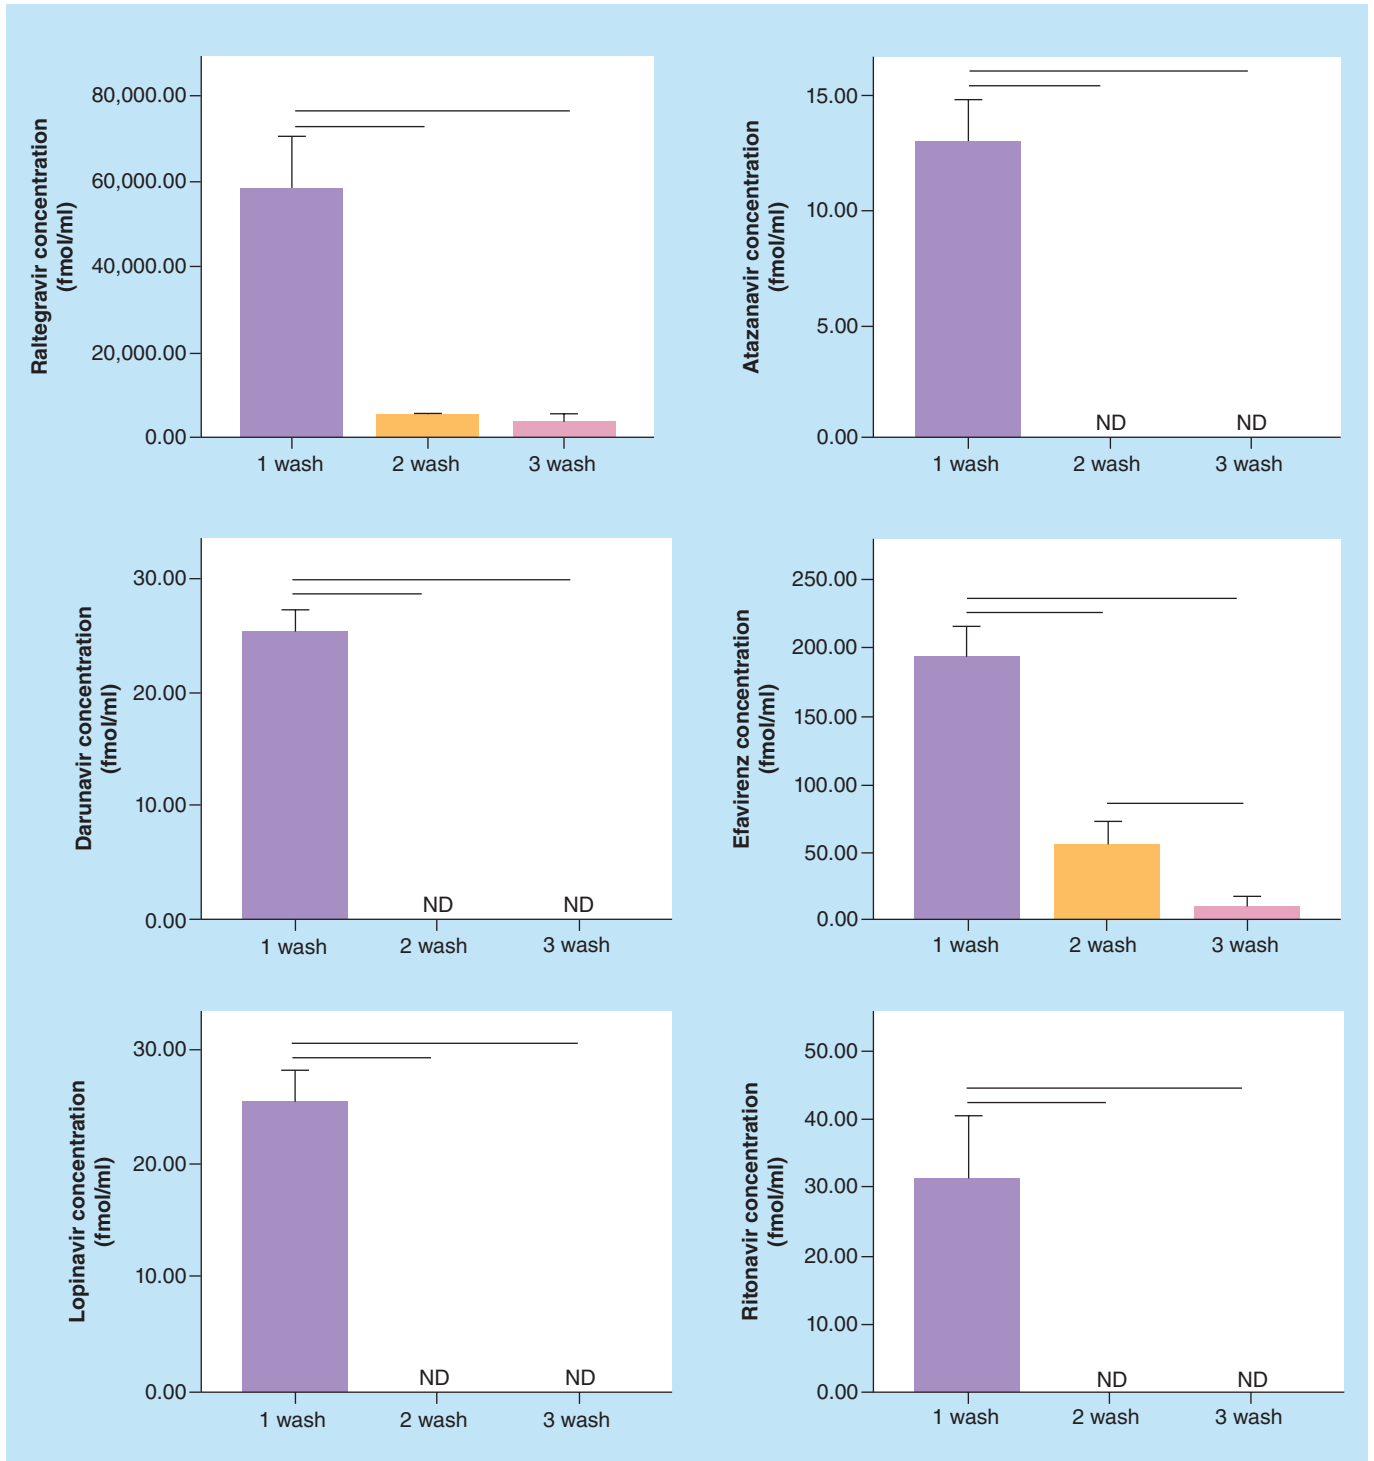 Raltegravir concentration
(fmol/ml)
80,000.00
60,000.00
40,000.00
20,000.00
0.00
1 wash
2 wash
3 wash
Atazanavir concentration
(fmol/ml)
15.00
10.00
5.00
0.00
ND
ND
1 wash
2 wash
3 wash
Darunavir concentration
(fmol/ml)
30.00
20.00
10.00
0.00
ND
ND
1 wash
2 wash
3 wash
Efavirenz concentration
(fmol/ml)
250.00
200.00
150.00
100.00
50.00
0.00
1 wash
2 wash
3 wash
Lopinavir concentration
(fmol/ml)
30.00
20.00
10.00
0.00
ND
ND
1 wash
2 wash
3 wash
Ritonavir concentration
(fmol/ml)
50.00
40.00
30.00
20.00
10.00
0.00
ND
ND
1 wash
2 wash
3 wash